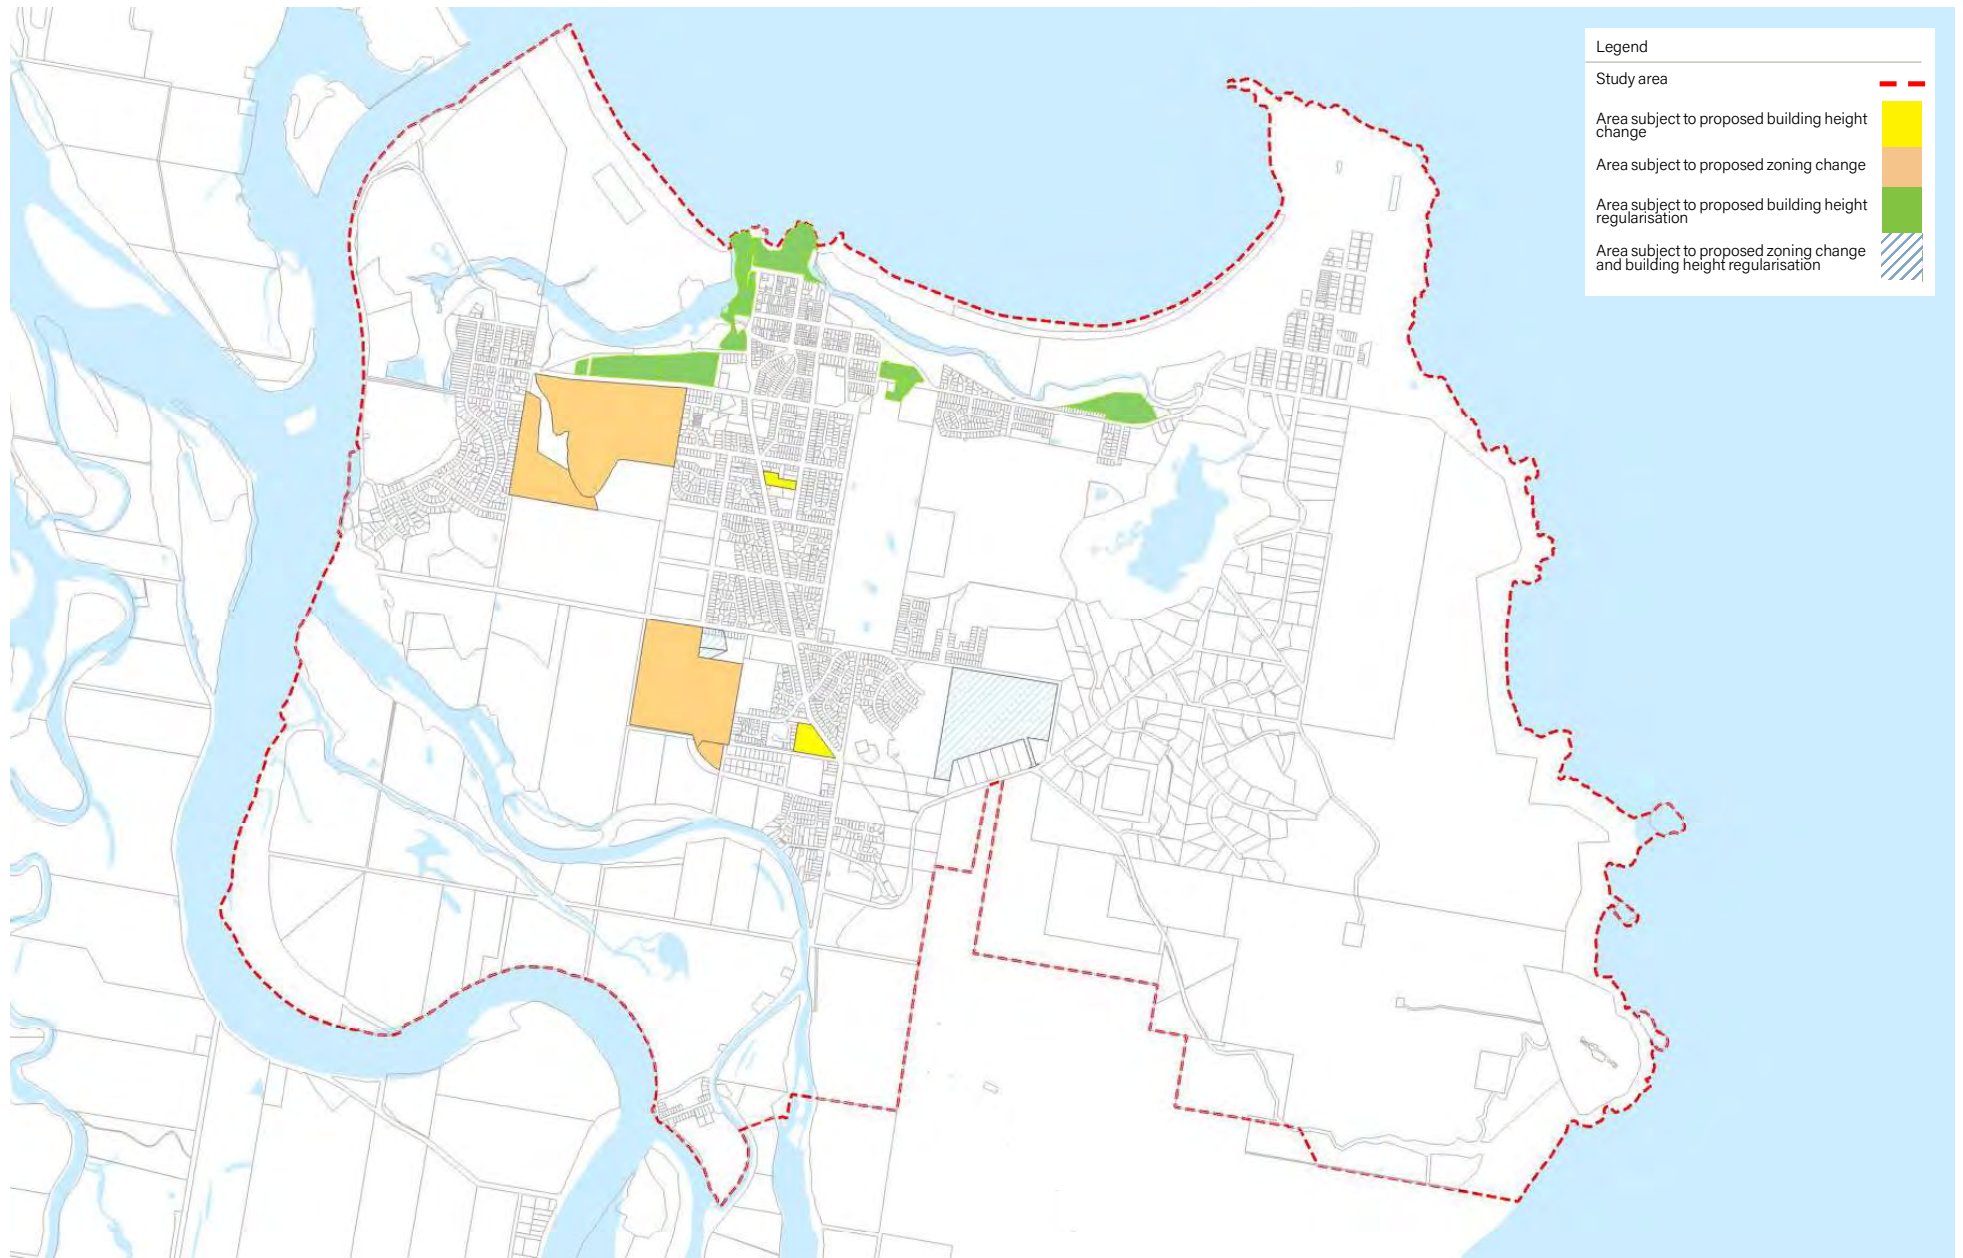 Legend
Study area
Area subject to proposed building height
change
Area subject to proposed zoning change
Area subject to proposed building height
regularisation
Area subject to proposed zoning change
and building height regularisation